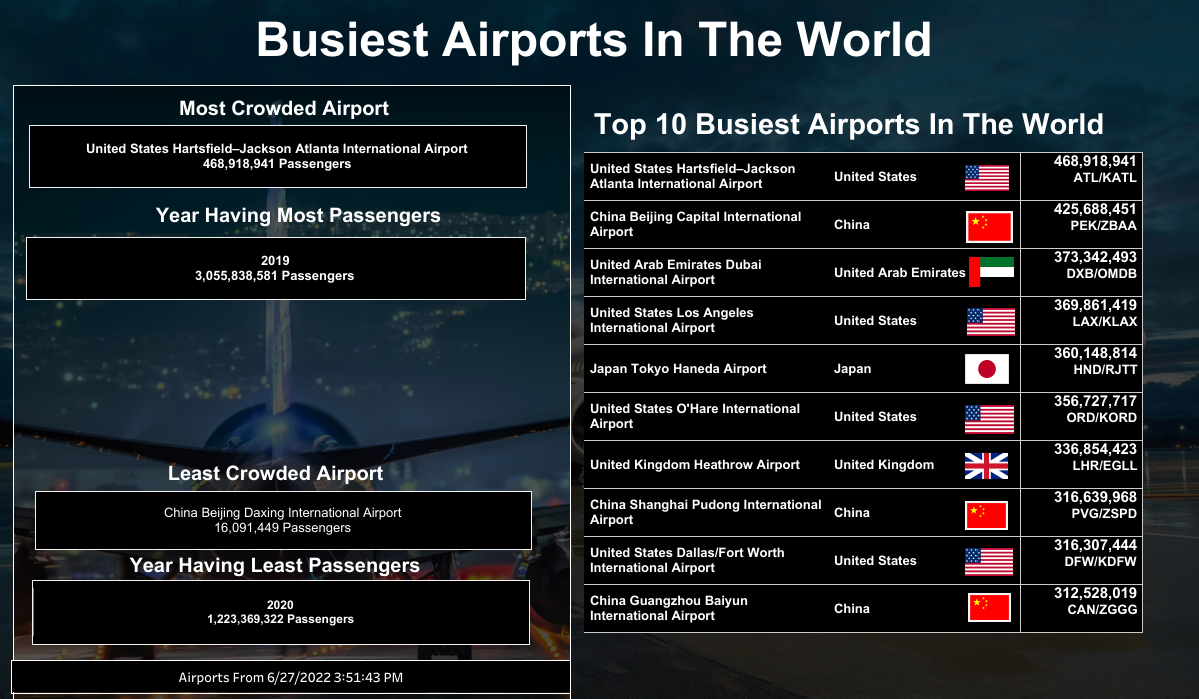 Busiest Airports In The World
Most Crowded Airport
United States Hartsfield–Jackson Atlanta International Airport
468,918,941 Passengers
Year Having Most Passengers
2019
3,055,838,581 Passengers
Least Crowded Airport
China Beijing Daxing International Airport
16,091,449 Passengers
Year Having Least Passengers
2020
1,223,369,322 Passengers
Airports From 6/27/2022 3:51:43 PM
Top 10 Busiest Airports In The World
United States Hartsfield–Jackson
Atlanta International Airport
United States
468,918,941
ATL/KATL
China Beijing Capital International
Airport
China
425,688,451
PEK/ZBAA
United Arab Emirates Dubai
International Airport
United Arab Emirates
373,342,493
DXB/OMDB
United States Los Angeles
International Airport
United States
369,861,419
LAX/KLAX
Japan Tokyo Haneda Airport
Japan
360,148,814
HND/RJTT
United States O'Hare International
Airport
United States
356,727,717
ORD/KORD
United Kingdom Heathrow Airport
United Kingdom
336,854,423
LHR/EGLL
China Shanghai Pudong International
Airport
China
316,639,968
PVG/ZSPD
United States Dallas/Fort Worth
International Airport
United States
316,307,444
DFW/KDFW
China Guangzhou Baiyun
International Airport
China
312,528,019
CAN/ZGGG